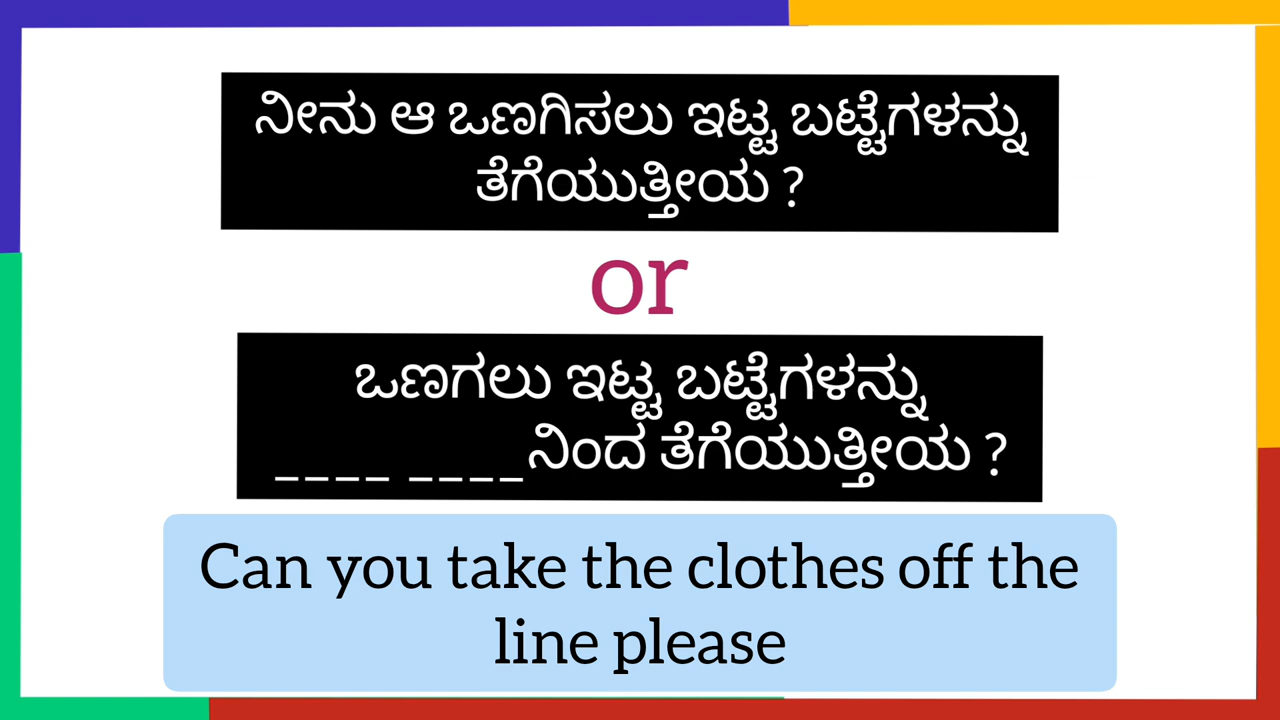 ನೀನು ಆ ಒಣಗಿಸಲು ಇಟ್ಟ ಬಟ್ಟೆಗಳನ್ನು
ತೆಗೆಯುತ್ತೀಯ ?
or
ಒಣಗಲು ಇಟ್ಟ ಬಟ್ಟೆಗಳನ್ನು
____ ____ನಿಂದ ತೆಗೆಯುತ್ತೀಯ ?
Can you take the clothes off the
line please